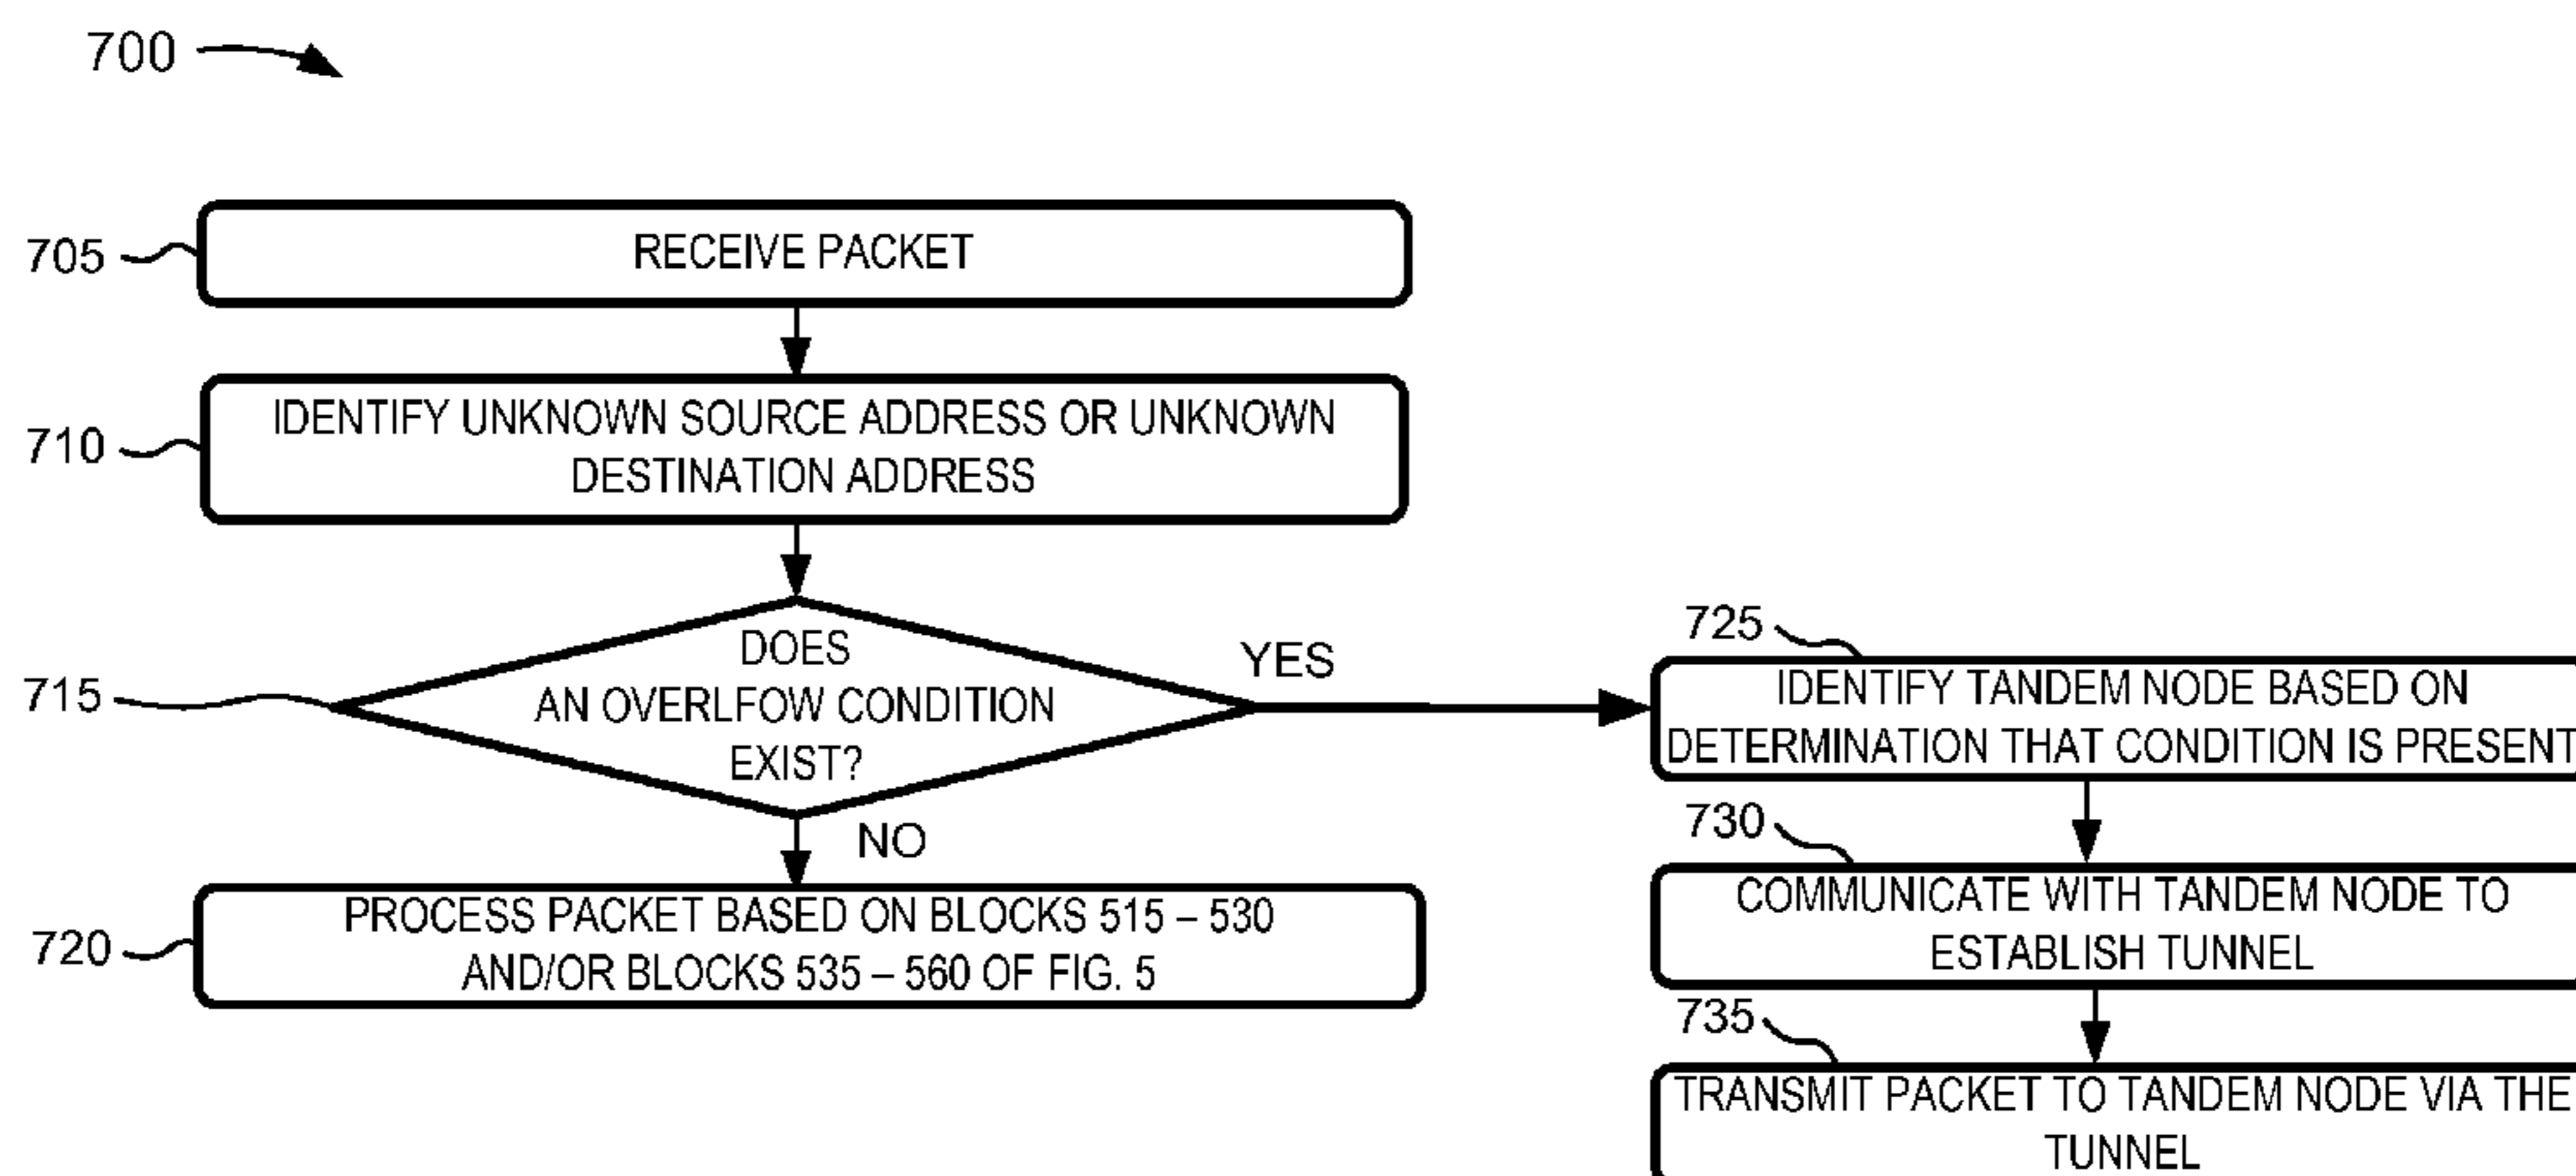 700
705
RECEIVE PACKET
710
IDENTIFY UNKNOWN SOURCE ADDRESS OR UNKNOWN
DESTINATION ADDRESS
715
DOES
AN OVERLFOW CONDITION
EXIST?
YES
NO
720
PROCESS PACKET BASED ON BLOCKS 515 – 530
AND/OR BLOCKS 535 – 560 OF FIG. 5
725
IDENTIFY TANDEM NODE BASED ON
DETERMINATION THAT CONDITION IS PRESENT
730
COMMUNICATE WITH TANDEM NODE TO
ESTABLISH TUNNEL
735
TRANSMIT PACKET TO TANDEM NODE VIA THE
TUNNEL